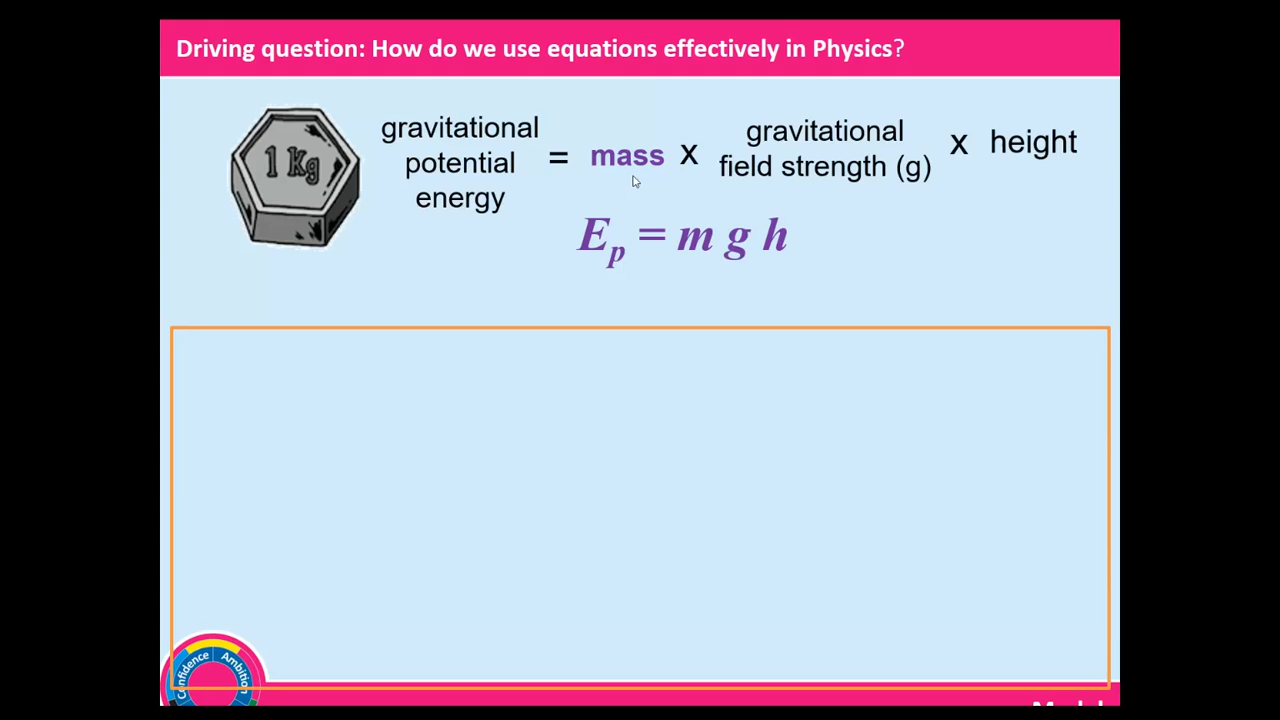 Driving question: How do we use equations effectively in Physics?
1 Kg
gravitational
potential
energy
=
mass
x
gravitational
field strength (g)
x
height
E_p = m g h
Confidence
Ambition